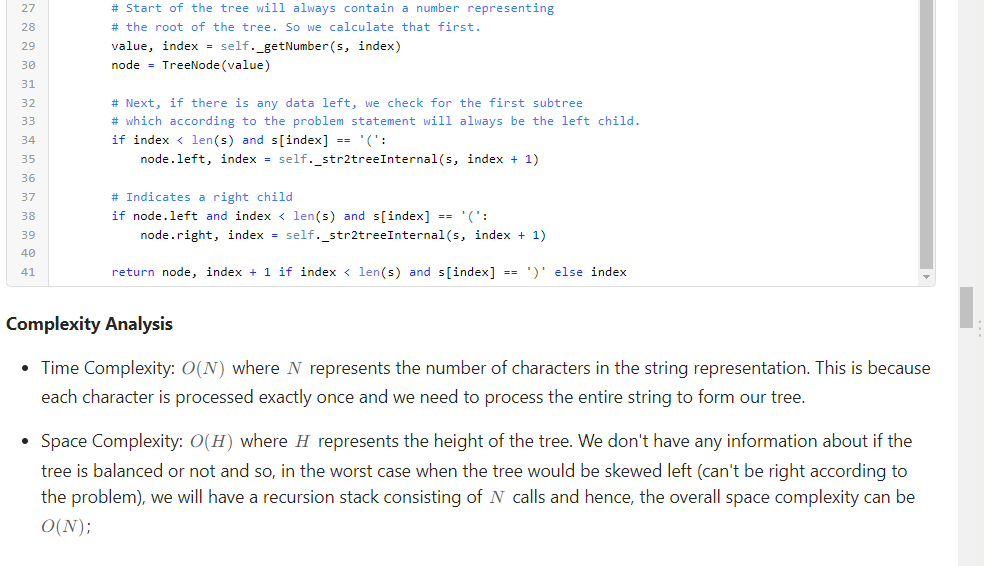 27 # Start of the tree will always contain a number representing
28 # the root of the tree. So we calculate that first.
29 value, index = self._getNumber(s, index)
30 node = TreeNode(value)
31
32 # Next, if there is any data left, we check for the first subtree
33 # which according to the problem statement will always be the left child.
34 if index < len(s) and s[index] == '(':
35 node.left, index = self._str2treeInternal(s, index + 1)
36
37 # Indicates a right child
38 if node.left and index < len(s) and s[index] == '(':
39 node.right, index = self._str2treeInternal(s, index + 1)
40
41 return node, index + 1 if index < len(s) and s[index] == ')' else index
Complexity Analysis
• Time Complexity: O(N) where N represents the number of characters in the string representation. This is because
each character is processed exactly once and we need to process the entire string to form our tree.
• Space Complexity: O(H) where H represents the height of the tree. We don't have any information about if the
tree is balanced or not and so, in the worst case when the tree would be skewed left (can't be right according to
the problem), we will have a recursion stack consisting of N calls and hence, the overall space complexity can be
O(N);